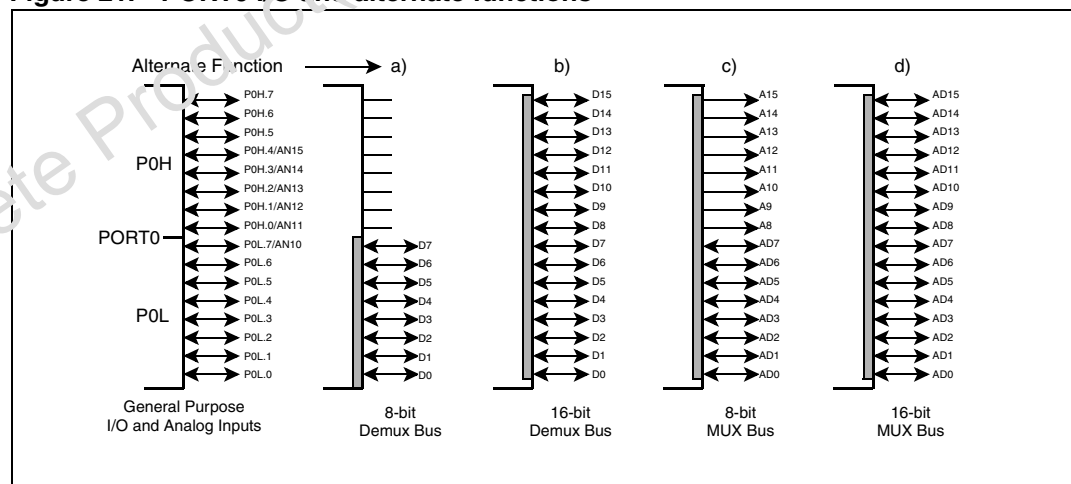 alternate functions
Alternate Function a) b) c) d)
P0H
PORT0
P0L
P0H.7
P0H.6
P0H.5
P0H.4/AN15
P0H.3/AN14
P0H.2/AN13
P0H.1/AN12
P0H.0/AN11
P0L.7/AN10
P0L.6
P0L.5
P0L.4
P0L.3
P0L.2
P0L.1
P0L.0
General Purpose
I/O and Analog Inputs
D7
D6
D5
D4
D3
D2
D1
D0
8-bit
Demux Bus
D15
D14
D13
D12
D11
D10
D9
D8
D7
D6
D5
D4
D3
D2
D1
D0
16-bit
Demux Bus
A15
A14
A13
A12
A11
A10
A9
A8
AD7
AD6
AD5
AD4
AD3
AD2
AD1
AD0
8-bit
MUX Bus
AD15
AD14
AD13
AD12
AD11
AD10
AD9
AD8
AD7
AD6
AD5
AD4
AD3
AD2
AD1
AD0
16-bit
MUX Bus
ete Product(